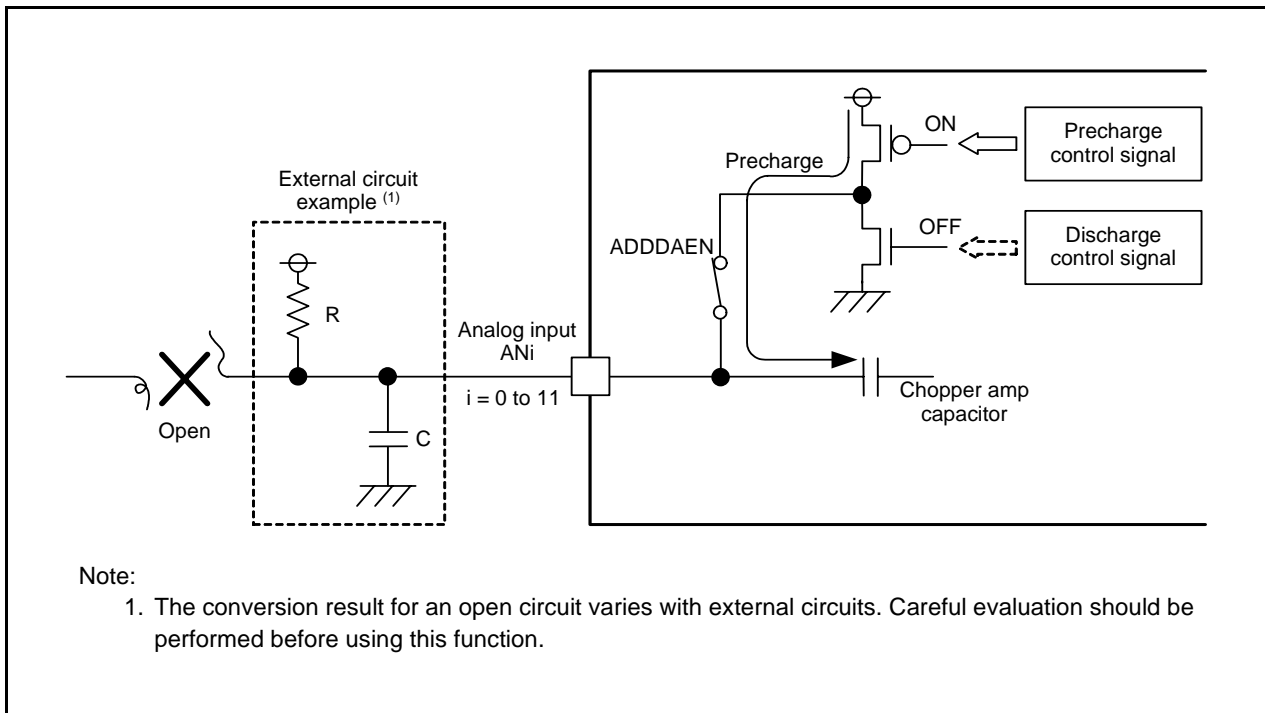 External circuit
example (1)
R
C
Open
Analog input
ANi
i = 0 to 11
ADDDAEN
Precharge
ON
OFF
Precharge
control signal
Discharge
control signal
Chopper amp
capacitor
Note:
1. The conversion result for an open circuit varies with external circuits. Careful evaluation should be
performed before using this function.